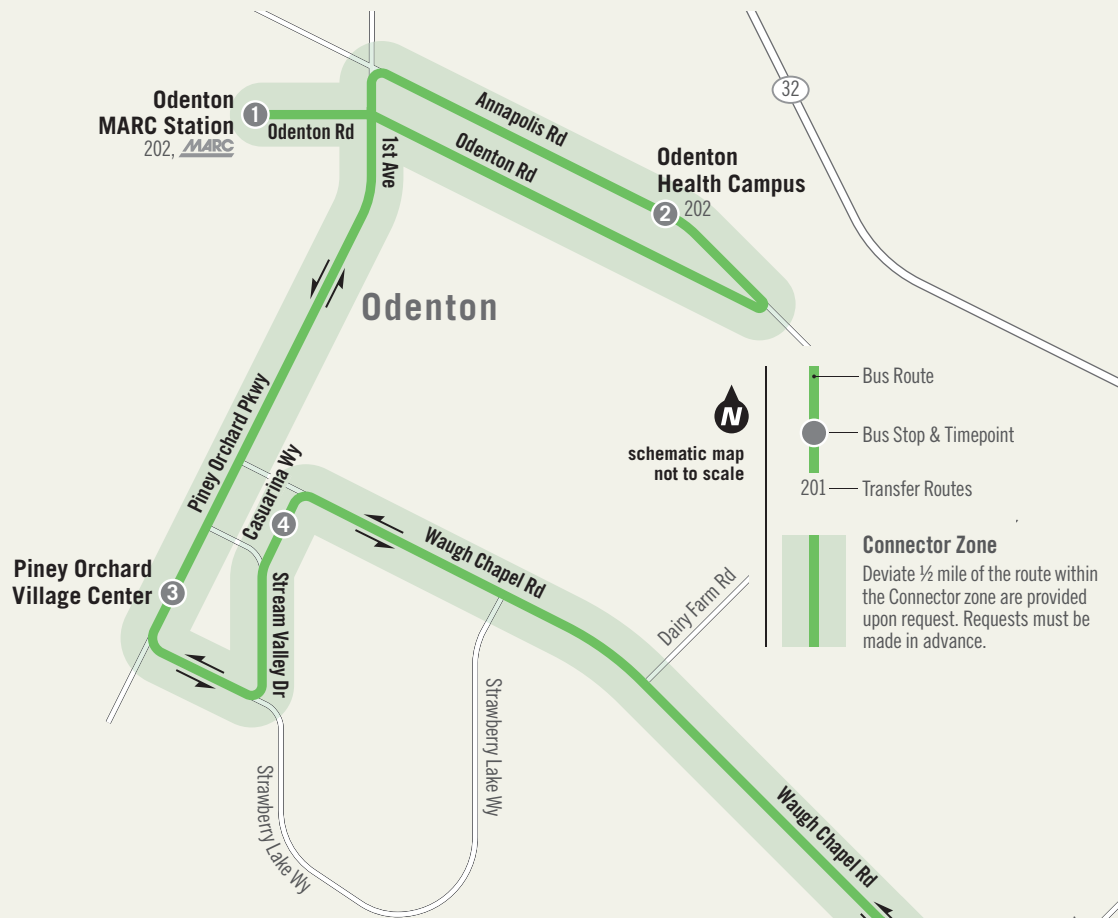 32
Odenton
MARC Station
202, MARC
1
Odenton Rd
Annapolis Rd
Odenton Rd
1st Ave
Odenton
Health Campus
2
202
Odenton
Piney Orchard Pkwy
Casuarina Wy
4
Waugh Chapel Rd
Piney Orchard
Village Center
3
Stream Valley Dr
Strawberry Lake Wy
Strawberry Lake Wy
Dairy Farm Rd
Waugh Chapel Rd
N
schematic map
not to scale
Bus Route
Bus Stop & Timepoint
201
Transfer Routes
Connector Zone
Deviate ½ mile of the route within
the Connector zone are provided
upon request. Requests must be
made in advance.